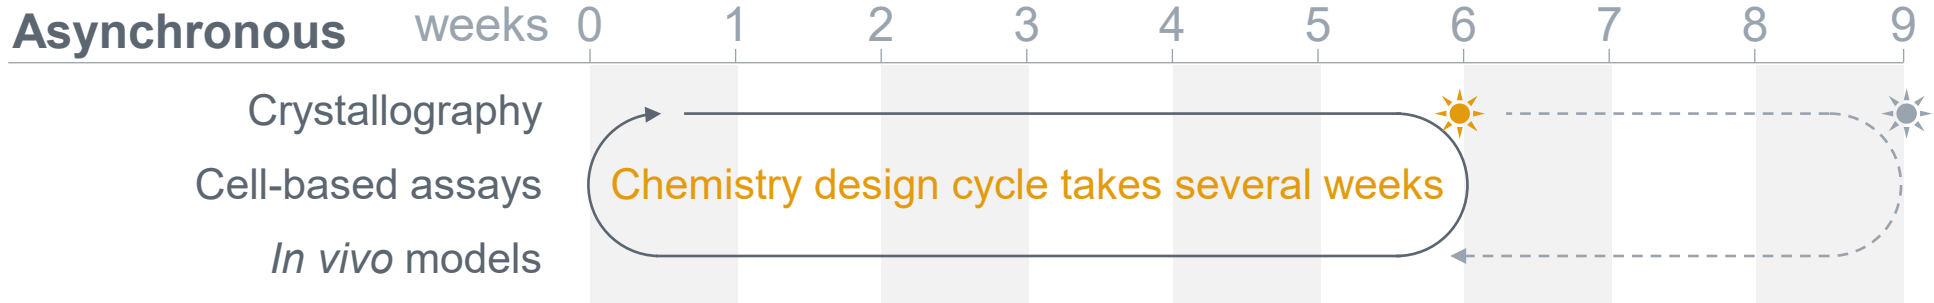 Asynchronous weeks 0 1 2 3 4 5 6 7 8 9
Crystallography
Cell-based assays Chemistry design cycle takes several weeks
In vivo models